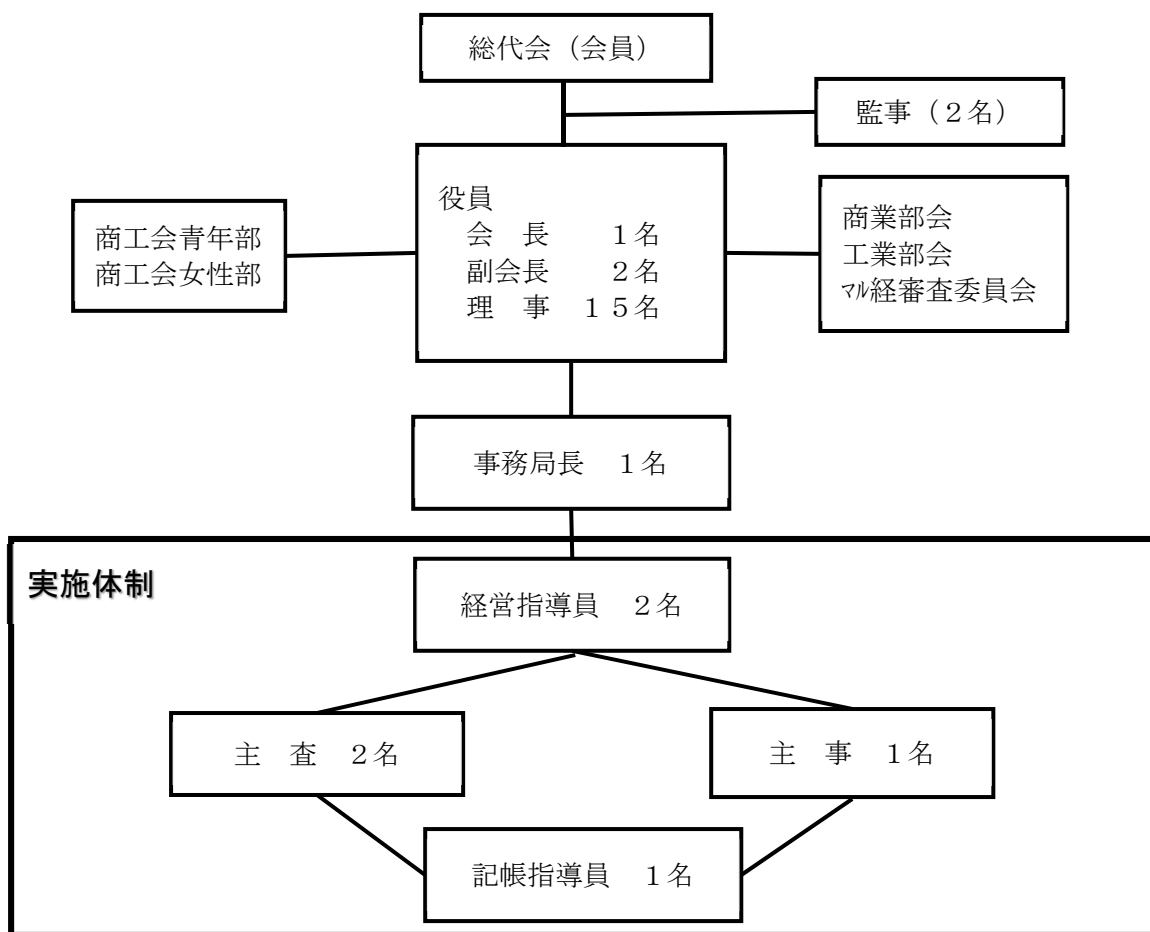 総代会（会員）
監事（２名）
役員
会　長　　１名
副会長　　２名
理　事　１５名
商工会青年部
商工会女性部
商業部会
工業部会
ﾏﾙ経審査委員会
事務局長　１名
実施体制
経営指導員　２名
主　査　２名
主　事　１名
記帳指導員　１名